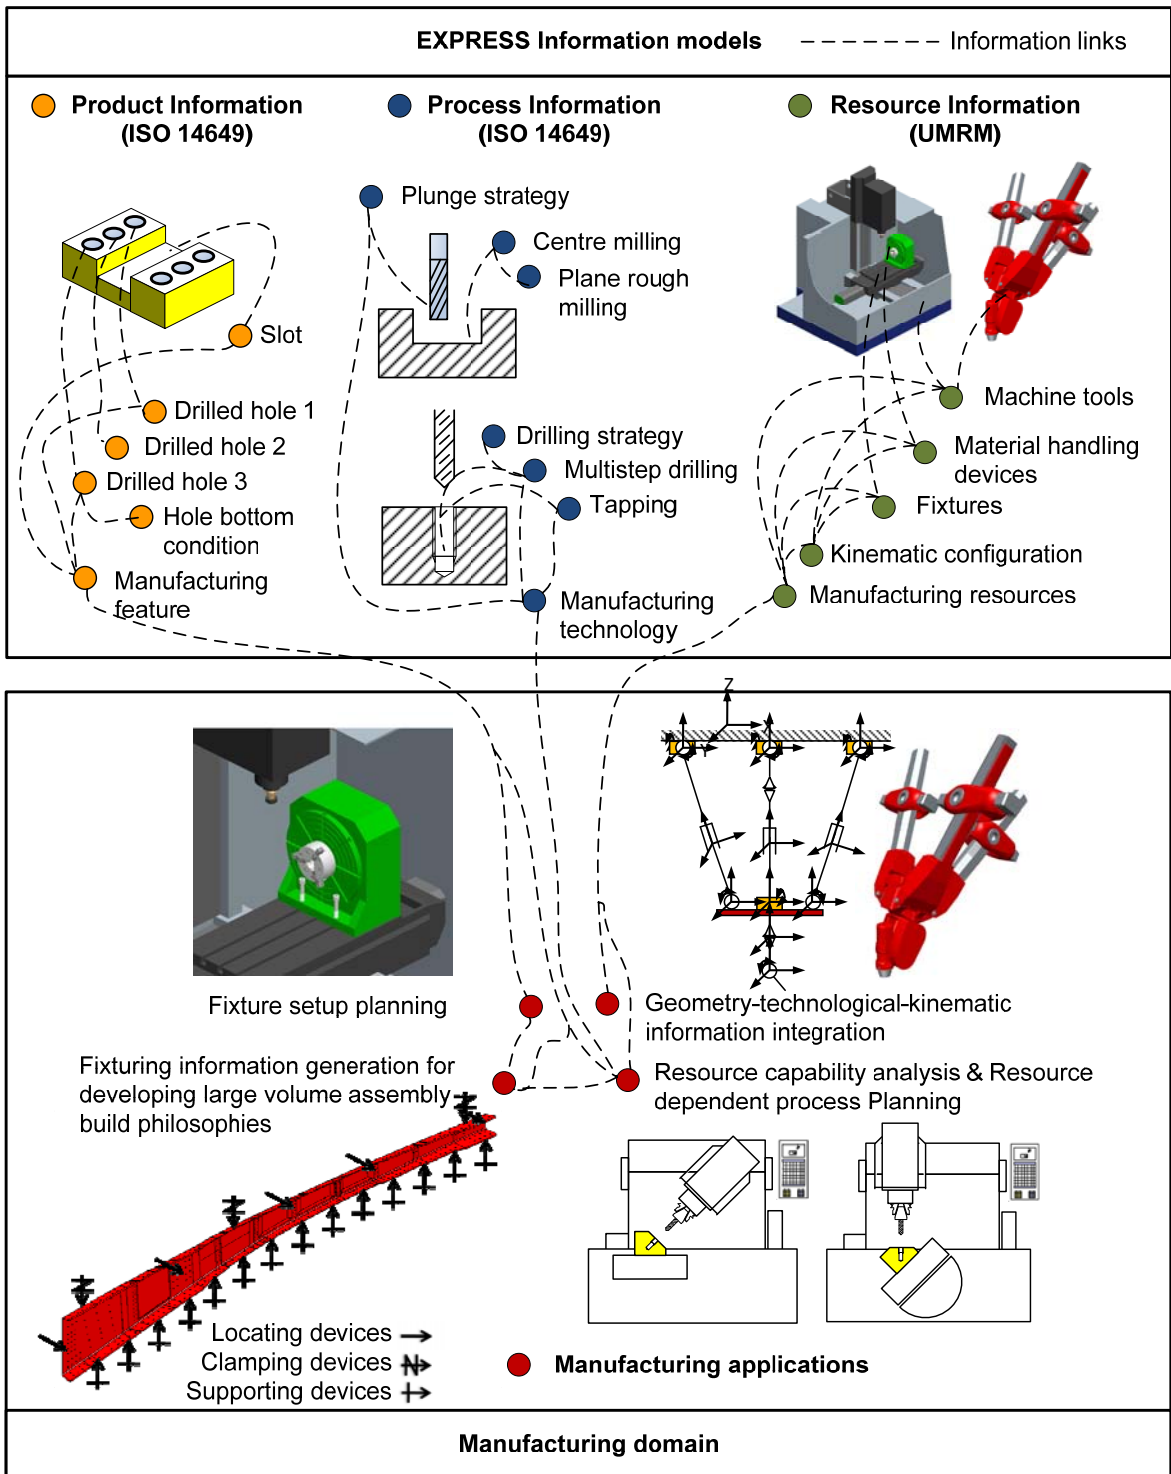 EXPRESS Information models
Information links
Product Information
(ISO 14649)
Process Information
(ISO 14649)
Resource Information
(UMRM)
Plunge strategy
Centre milling
Plane rough
milling
Slot
Drilled hole 1
Drilled hole 2
Drilled hole 3
Hole bottom
condition
Manufacturing
feature
Drilling strategy
Multistep drilling
Tapping
Manufacturing
technology
Machine tools
Material handling
devices
Fixtures
Kinematic configuration
Manufacturing resources
Z
X
Y
Fixture setup planning
Geometry-technological-kinematic
information integration
Fixturing information generation for
developing large volume assembly
build philosophies
Resource capability analysis & Resource
dependent process Planning
Locating devices
Clamping devices
Supporting devices
Manufacturing applications
Manufacturing domain